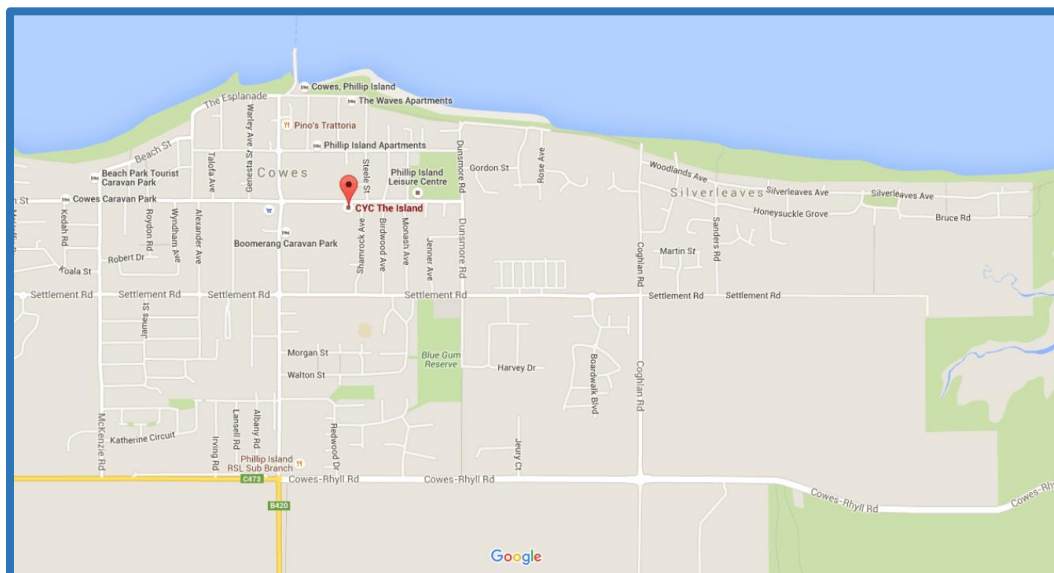 Cowes, Phillip Island
The Waves Apartments
The Esplanade
Warley Ave
Pino's Trattoria
Phillip Island Apartments
Beach St
Talofa Ave
Genesta St
Cowes
Steele St
Phillip Island
Leisure Centre
Dunsmore Rd
Gordon St
Rose Ave
Woodlands Ave
Silverleaves
Silverleaves Ave
Silverleaves Ave
Beach Park Tourist
Caravan Park
Cowes Caravan Park
CYC The Island
Honeysuckle Grove
Bruce Rd
Kedah Rd
Roydon Rd
Wyndham Ave
Alexander Ave
Boomerang Caravan Park
Shamrock Ave
Birdwood Ave
Monash Ave
Jenner Ave
Dunsmore Rd
Coghlan Rd
Martin St
Sanders Rd
Robert Dr
Koala St
Settlement Rd
Settlement Rd
Settlement Rd
Settlement Rd
Settlement Rd
Settlement Rd
James St
Morgan St
Walton St
Blue Gum
Reserve
Harvey Dr
Boardwalk Blvd
Coghlan Rd
McKenzie Rd
Katherine Circuit
Irving Rd
Lansell Rd
Albany Rd
Redwood Dr
Jeury Ct
Phillip Island
RSL Sub Branch
C473
Cowes-Rhyll Rd
Cowes-Rhyll Rd
Cowes-Rhyll Rd
Cowes-Rhyll Rd
B420
Google